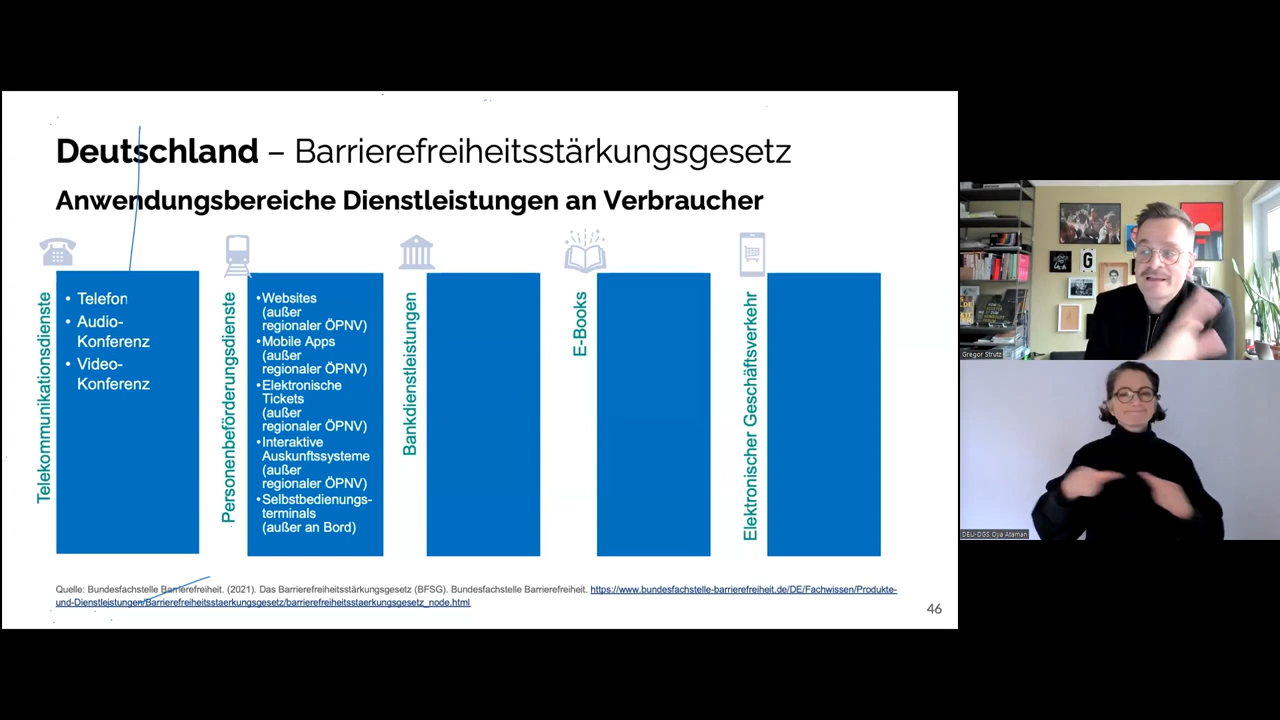 Deutschland – Barrierefreiheitsstärkungsgesetz
Anwendungsbereiche Dienstleistungen an Verbraucher
Telekommunikationsdienste
• Telefon
• Audio-
Konferenz
• Video-
Konferenz
Personenbeförderungsdienste
•Websites
(außer
regionaler ÖPNV)
•Mobile Apps
(außer
regionaler ÖPNV)
•Elektronische
Tickets
(außer
regionaler ÖPNV)
•Interaktive
Auskunftssysteme
(außer
regionaler ÖPNV)
•Selbstbedienungs-
terminals
(außer an Bord)
Bankdienstleistungen
E-Books
Elektronischer Geschäftsverkehr
Quelle: Bundesfachstelle Barrierefreiheit. (2021). Das Barrierefreiheitsstärkungsgesetz (BFSG). Bundesfachstelle Barrierefreiheit. https://www.bundesfachstelle-barrierefreiheit.de/DE/Fachwissen/Produkte-
und-Dienstleistungen/Barrierefreiheitsstaerkungsgesetz/barrierefreiheitsstaerkungsgesetz_node.html
46
G
Gregor Strutz
DEU-DGS Oya Ataman